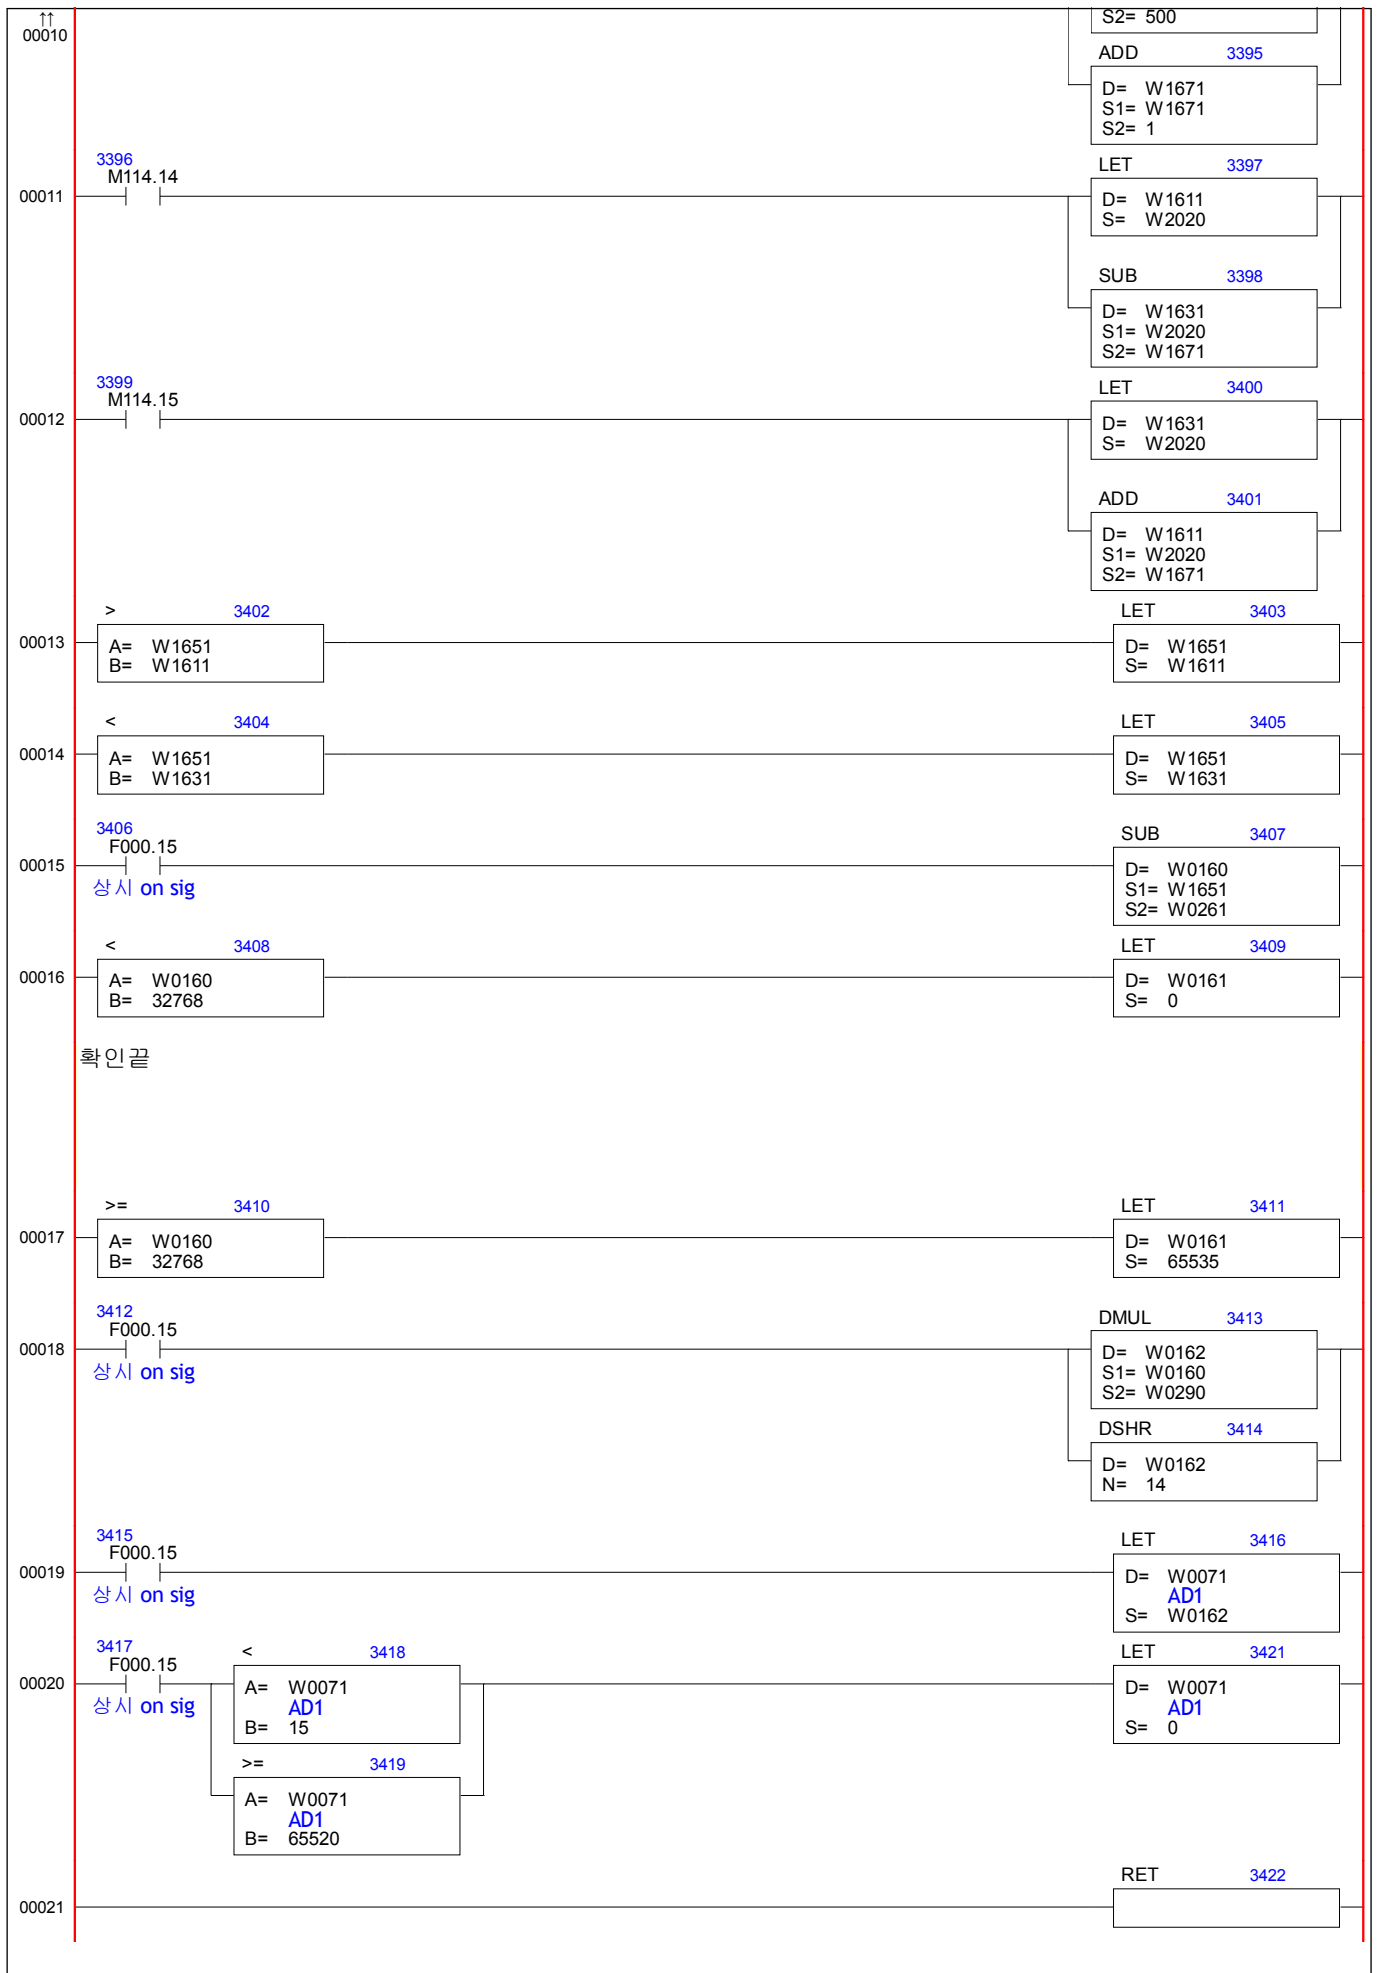 ↑↑
00010
S2= 500
ADD 3395
D= W1671
S1= W1671
S2= 1
3396
M114.14
00011
LET 3397
D= W1611
S= W2020
SUB 3398
D= W1631
S1= W2020
S2= W1671
3399
M114.15
00012
LET 3400
D= W1631
S= W2020
ADD 3401
D= W1611
S1= W2020
S2= W1671
> 3402
00013
A= W1651
B= W1611
LET 3403
D= W1651
S= W1611
< 3404
00014
A= W1651
B= W1631
LET 3405
D= W1651
S= W1631
3406
F000.15
00015
상시 on sig
SUB 3407
D= W0160
S1= W1651
S2= W0261
< 3408
00016
A= W0160
B= 32768
LET 3409
D= W0161
S= 0
확인끝
>= 3410
00017
A= W0160
B= 32768
LET 3411
D= W0161
S= 65535
3412
F000.15
00018
상시 on sig
DMUL 3413
D= W0162
S1= W0160
S2= W0290
DSHR 3414
D= W0162
N= 14
3415
F000.15
00019
상시 on sig
LET 3416
D= W0071
AD1
S= W0162
3417
F000.15
00020
상시 on sig
< 3418
A= W0071
AD1
B= 15
>= 3419
A= W0071
AD1
B= 65520
LET 3421
D= W0071
AD1
S= 0
00021
RET 3422